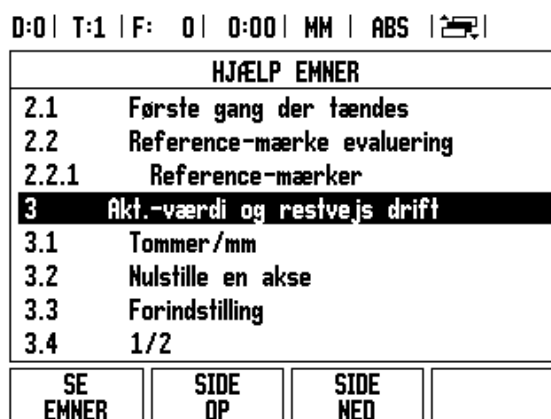 D:0 | T:1 | F: 0 | 0:00 | MM | ABS |
HJÆLP EMNER
2.1 Første gang der tændes
2.2 Reference-mærke evaluering
2.2.1 Reference-mærker
3 Akt.-værdi og restvejs drift
3.1 Tommer/mm
3.2 Nulstille en akse
3.3 Forindstilling
3.4 1/2
SE EMNER
SIDE OP
SIDE NED